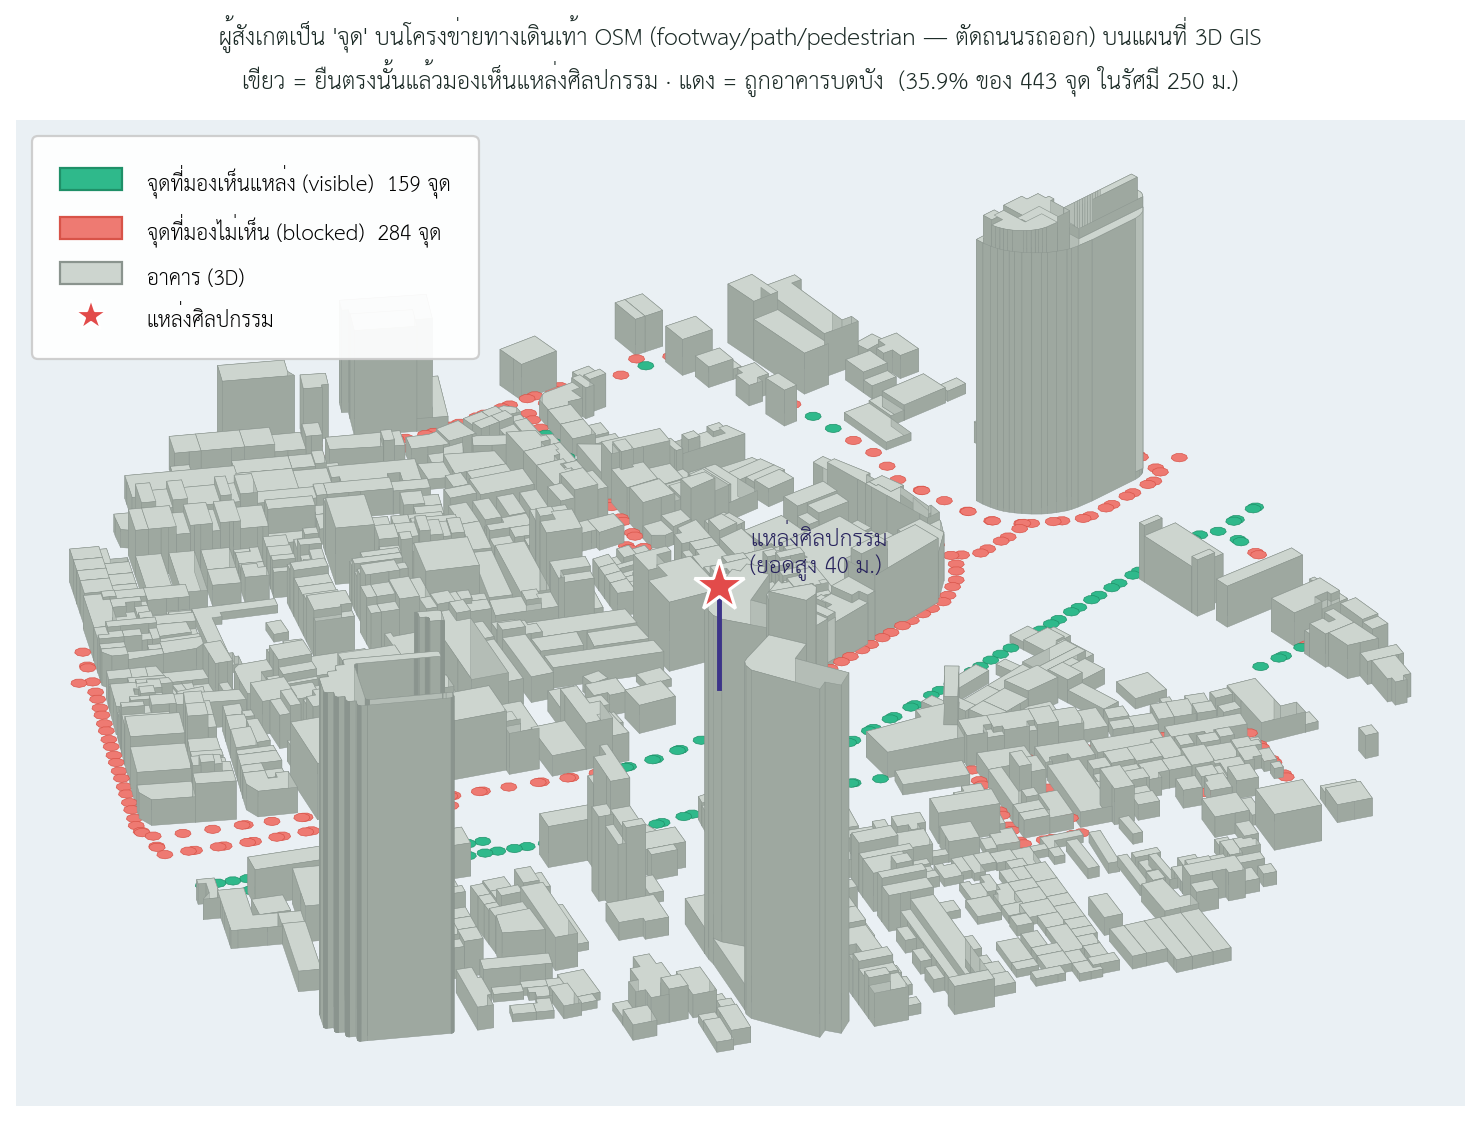 ผู้สังเกตเป็น 'จุด' บนโครงข่ายทางเดินเท้า OSM (footway/path/pedestrian — ตัดถนนรถออก) บนแผนที่ 3D GIS
เขียว = ยืนตรงนั้นแล้วมองเห็นแหล่งศิลปกรรม · แดง = ถูกอาคารบดบัง (35.9% ของ 443 จุด ในรัศมี 250 ม.)
จุดที่มองเห็นแหล่ง (visible) 159 จุด
จุดที่มองไม่เห็น (blocked) 284 จุด
อาคาร (3D)
แหล่งศิลปกรรม
แหล่งศิลปกรรม
(ยอดสูง 40 ม.)